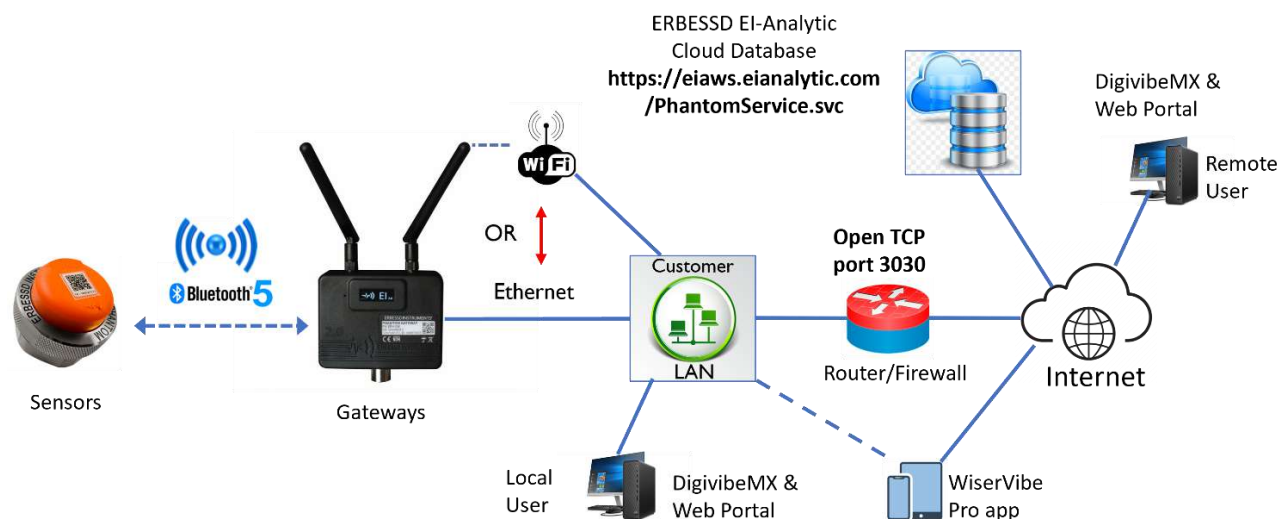 ERBESSD EI-Analytic
Cloud Database
https://eiaws.eianalytic.com
/PhantomService.svc
DigivibeMX &
Web Portal
Remote
User
WiFi
OR
Ethernet
Bluetooth 5
EI
Customer
LAN
Open TCP
port 3030
Router/Firewall
Internet
Sensors
Gateways
Local
User
DigivibeMX &
Web Portal
WiserVibe
Pro app